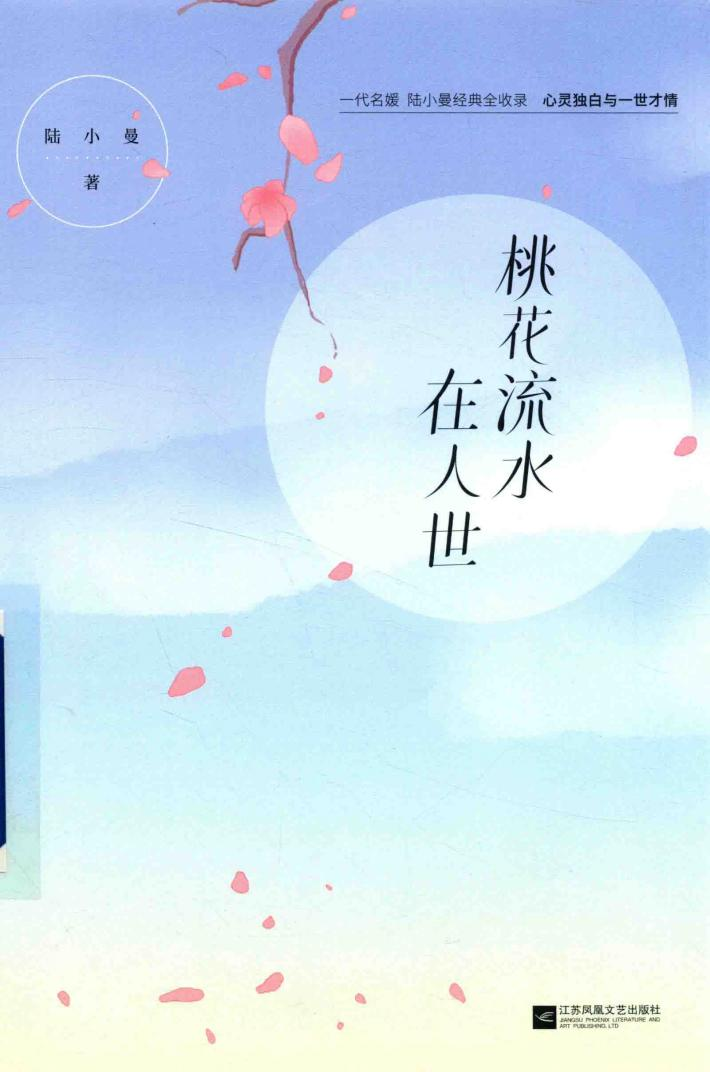 一代名媛 陆小曼经典全收录 心灵独白与一世才情
陆小曼
著
桃花流水
在人世
江苏凤凰文艺出版社
JIANGSU PHOENIX LITERATURE AND
ART PUBLISHING, LTD